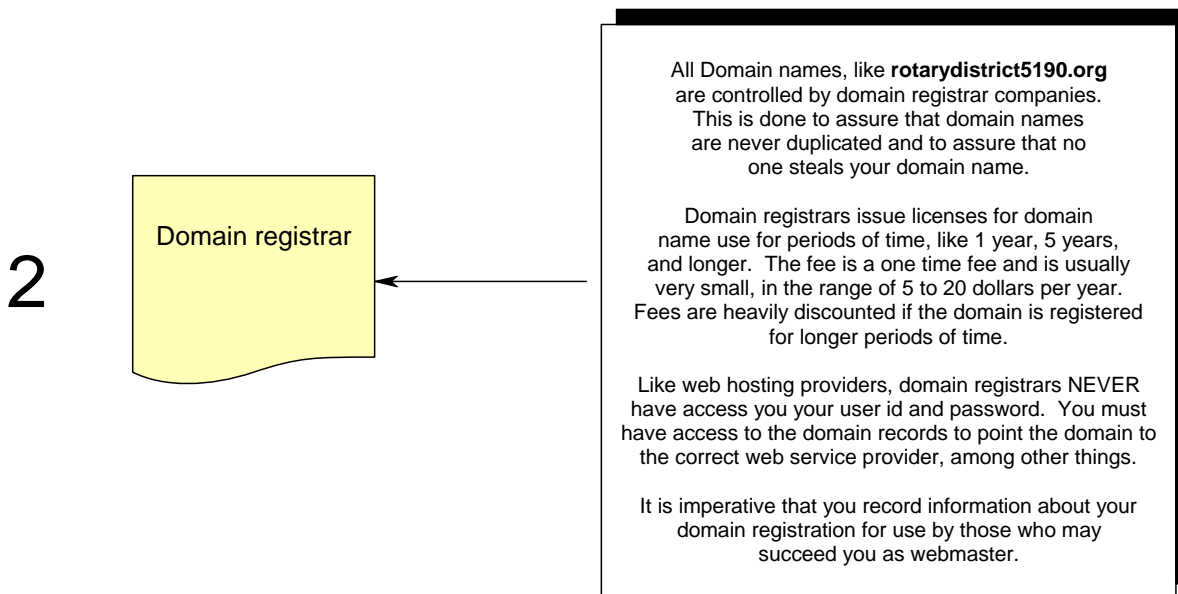 2
Domain registrar
All Domain names, like rotarydistrict5190.org
are controlled by domain registrar companies.
This is done to assure that domain names
are never duplicated and to assure that no
one steals your domain name.
Domain registrars issue licenses for domain
name use for periods of time, like 1 year, 5 years,
and longer.  The fee is a one time fee and is usually
very small, in the range of 5 to 20 dollars per year.
Fees are heavily discounted if the domain is registered
for longer periods of time.
Like web hosting providers, domain registrars NEVER
have access you your user id and password.  You must
have access to the domain records to point the domain to
the correct web service provider, among other things.
It is imperative that you record information about your
domain registration for use by those who may
succeed you as webmaster.